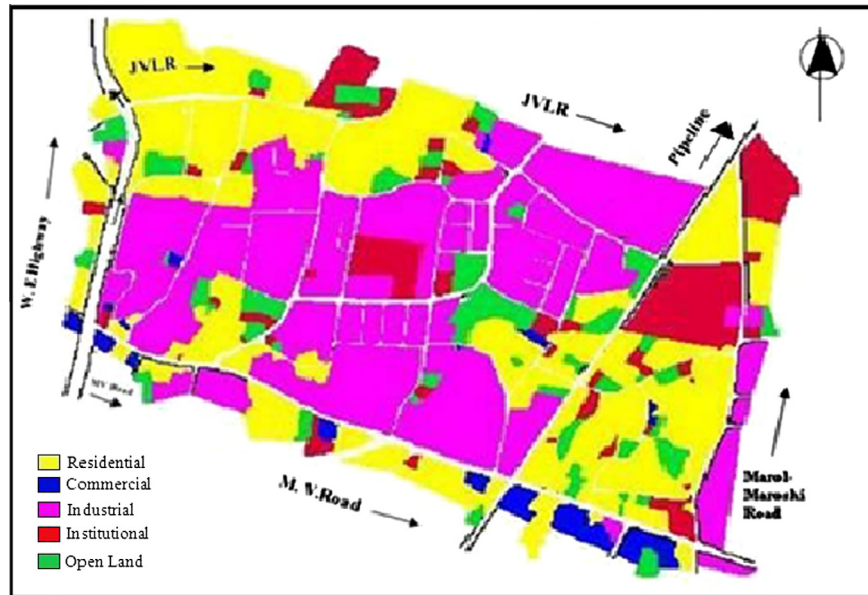 JVLR
JVLR
Pipeline
W. E Highway
MV Road
M. V. Road
Marol-
Maroshi
Road
Residential
Commercial
Industrial
Institutional
Open Land